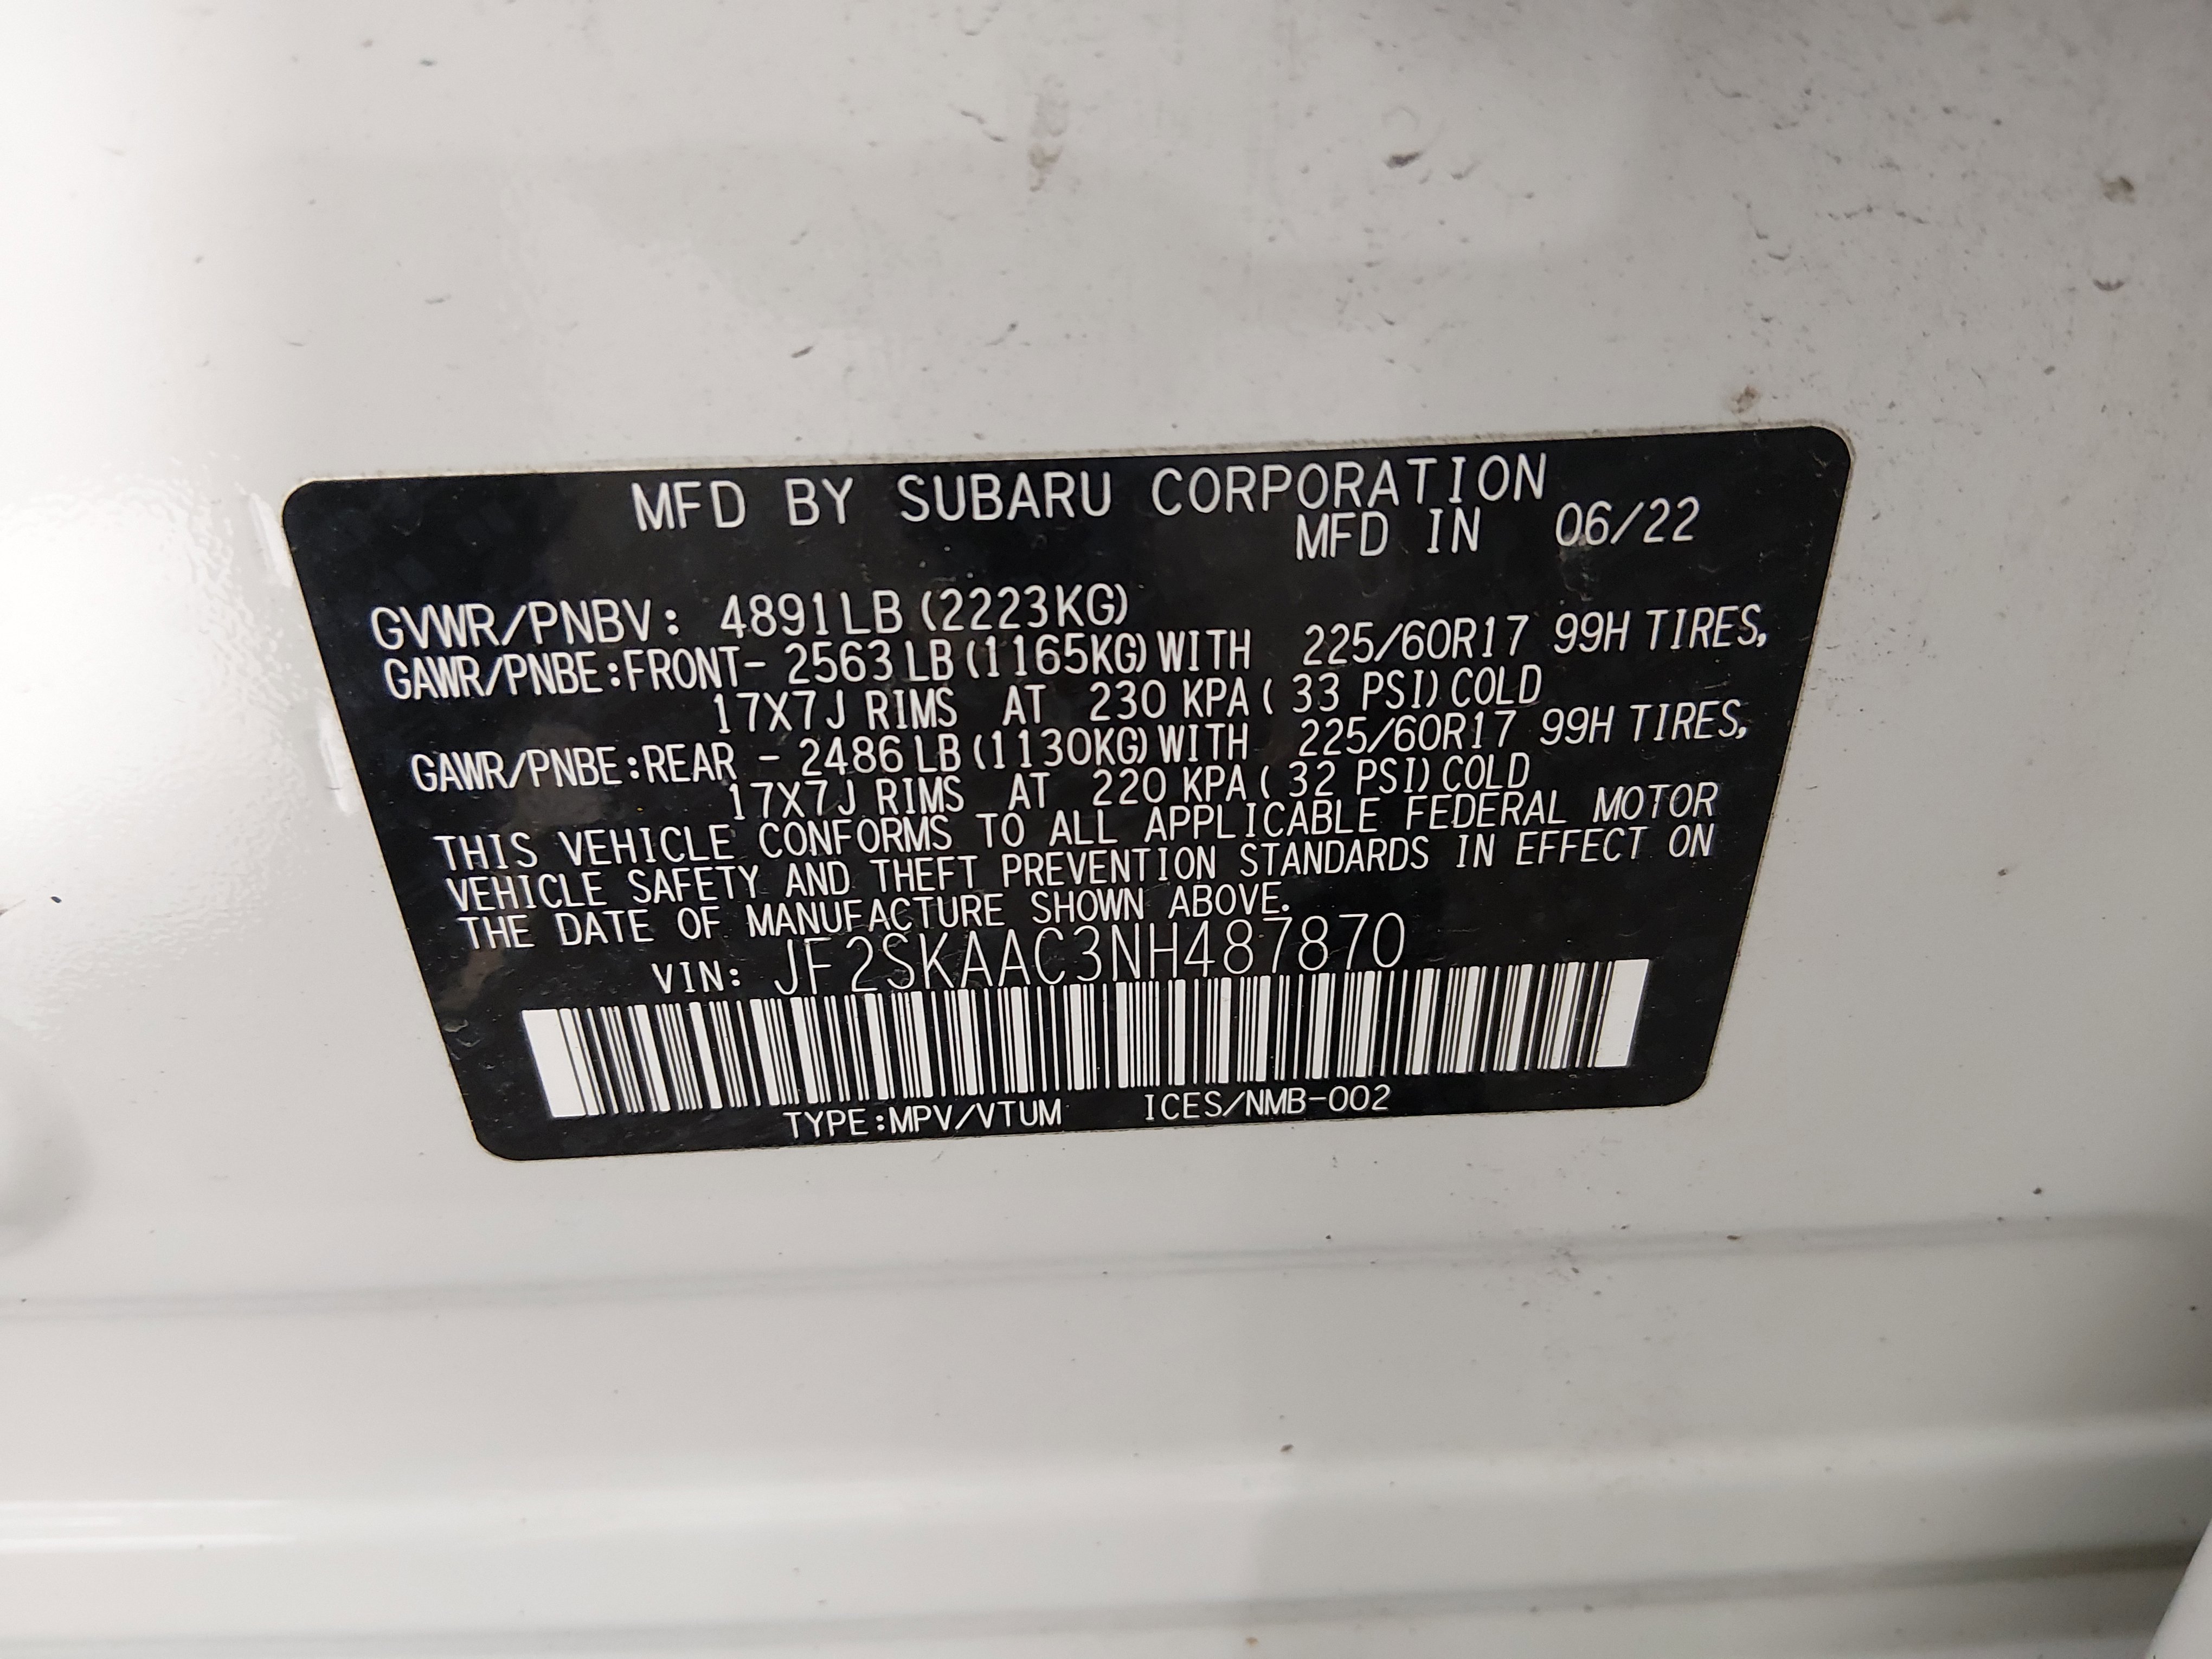 MFD BY SUBARU CORPORATION
MFD IN 06/22
GVWR/PNBV: 4891LB (2223KG)
GAWR/PNBE:FRONT- 2563LB(1165KG)WITH 225/60R17 99H TIRES,
17X7J RIMS AT 230 KPA( 33 PSI)COLD
GAWR/PNBE:REAR - 2486LB(1130KG)WITH 225/60R17 99H TIRES,
17X7J RIMS AT 220 KPA( 32 PSI)COLD
THIS VEHICLE CONFORMS TO ALL APPLICABLE FEDERAL MOTOR
VEHICLE SAFETY AND THEFT PREVENTION STANDARDS IN EFFECT ON
THE DATE OF MANUFACTURE SHOWN ABOVE.
VIN: JF2SKAAC3NH487870
TYPE:MPV/VTUM ICES/NMB-002